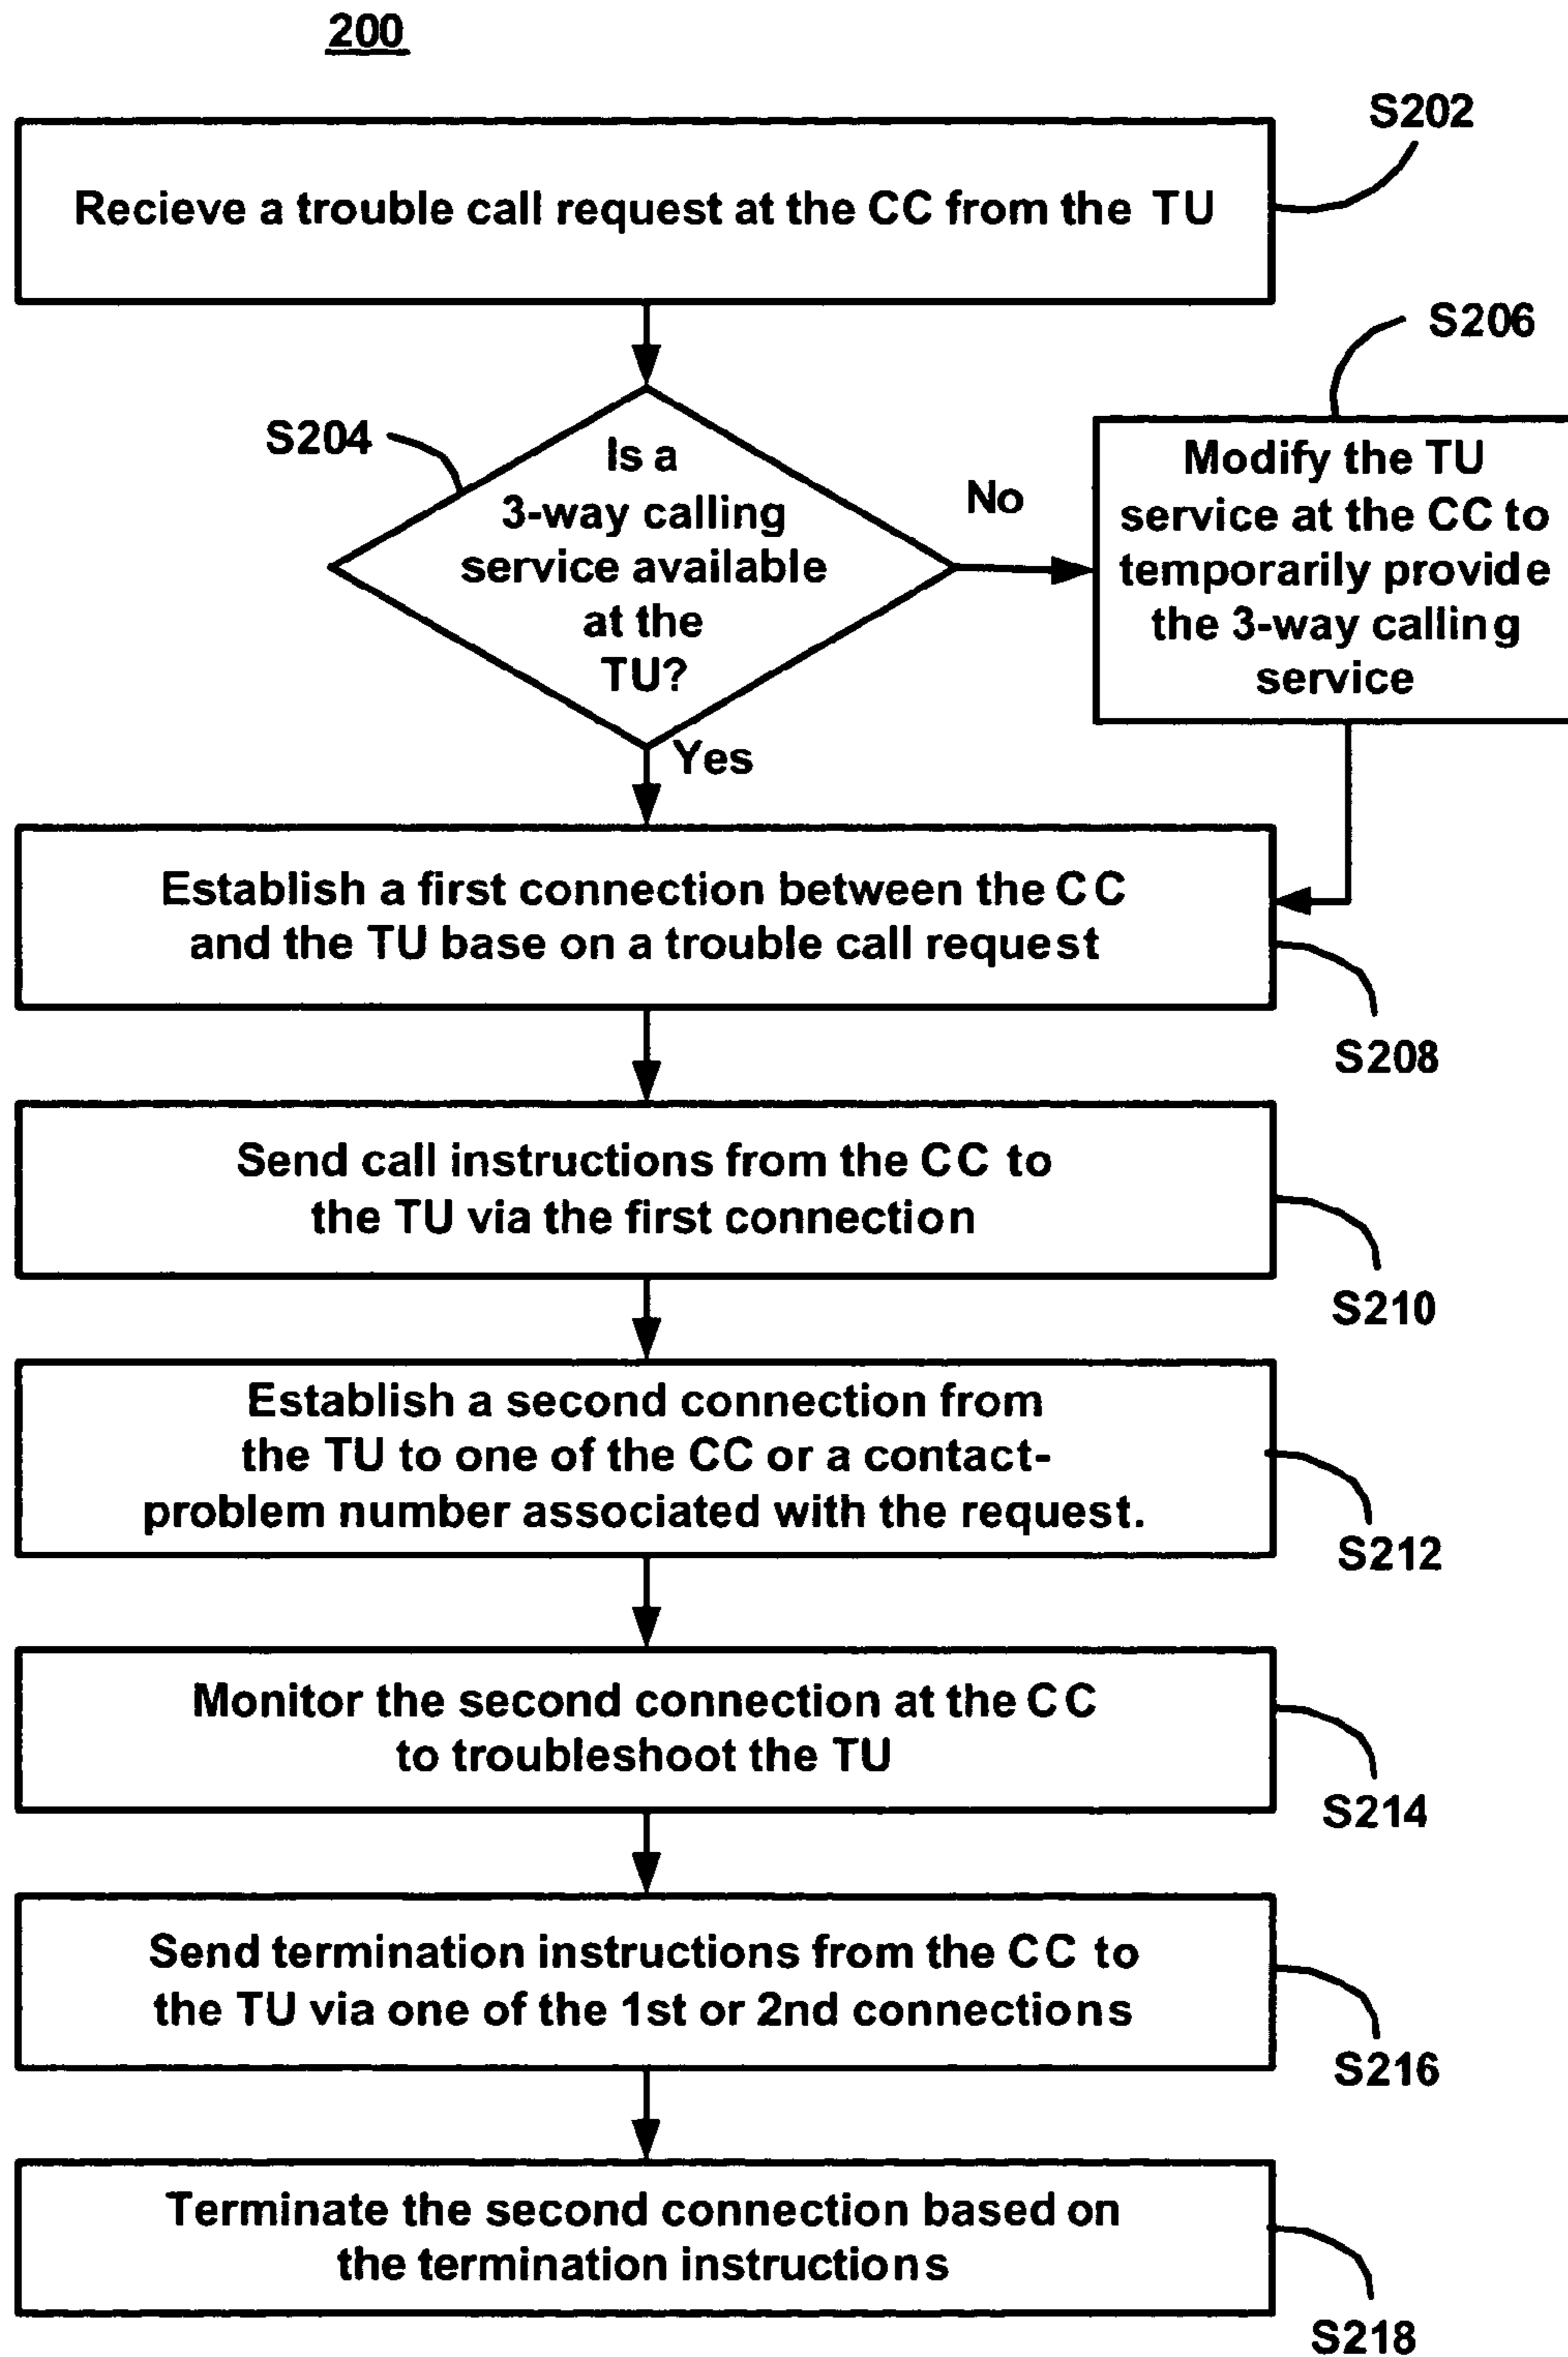 200
S202
Recieve a trouble call request at the CC from the TU
S206
S204
Is a
3-way calling
service available
at the
TU?
No
Modify the TU
service at the CC to
temporarily provide
the 3-way calling
service
Yes
Establish a first connection between the CC
and the TU base on a trouble call request
S208
Send call instructions from the CC to
the TU via the first connection
S210
Establish a second connection from
the TU to one of the CC or a contact-
problem number associated with the request.
S212
Monitor the second connection at the CC
to troubleshoot the TU
S214
Send termination instructions from the CC to
the TU via one of the 1st or 2nd connections
S216
Terminate the second connection based on
the termination instructions
S218